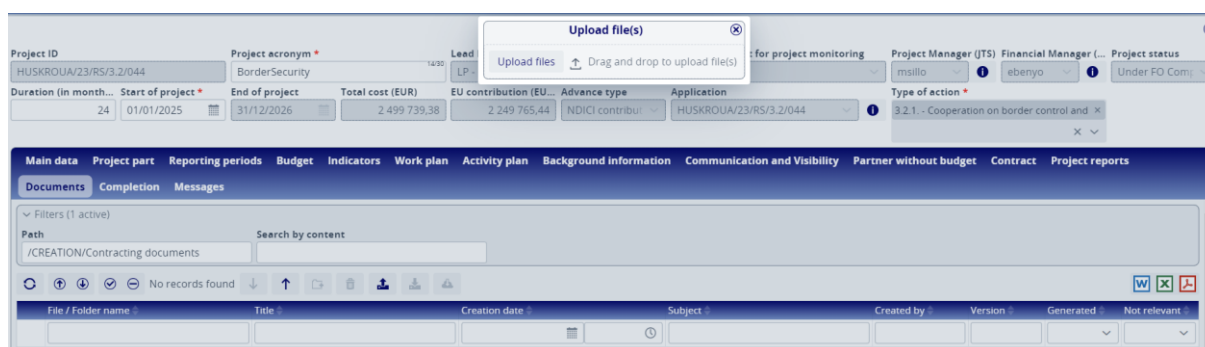 Upload file(s)
Upload files Drag and drop to upload file(s)
Project ID Project acronym * Lead for project monitoring Project Manager (JTS) Financial Manager (... Project status
HUSKROUA/23/RS/3.2/044 BorderSecurity 14/30 LP - msillo ebenyo Under FO Com
Duration (in month... Start of project * End of project Total cost (EUR) EU contribution (EU... Advance type Application Type of action *
24 01/01/2025 31/12/2026 2 499 739,38 2 249 765,44 NDICI contribut HUSKROUA/23/RS/3.2/044 3.2.1. - Cooperation on border control and
Main data Project part Reporting periods Budget Indicators Work plan Activity plan Background information Communication and Visibility Partner without budget Contract Project reports
Documents Completion Messages
Filters (1 active)
Path Search by content
/CREATION/Contracting documents
No records found
File / Folder name Title Creation date Subject Created by Version Generated Not relevant